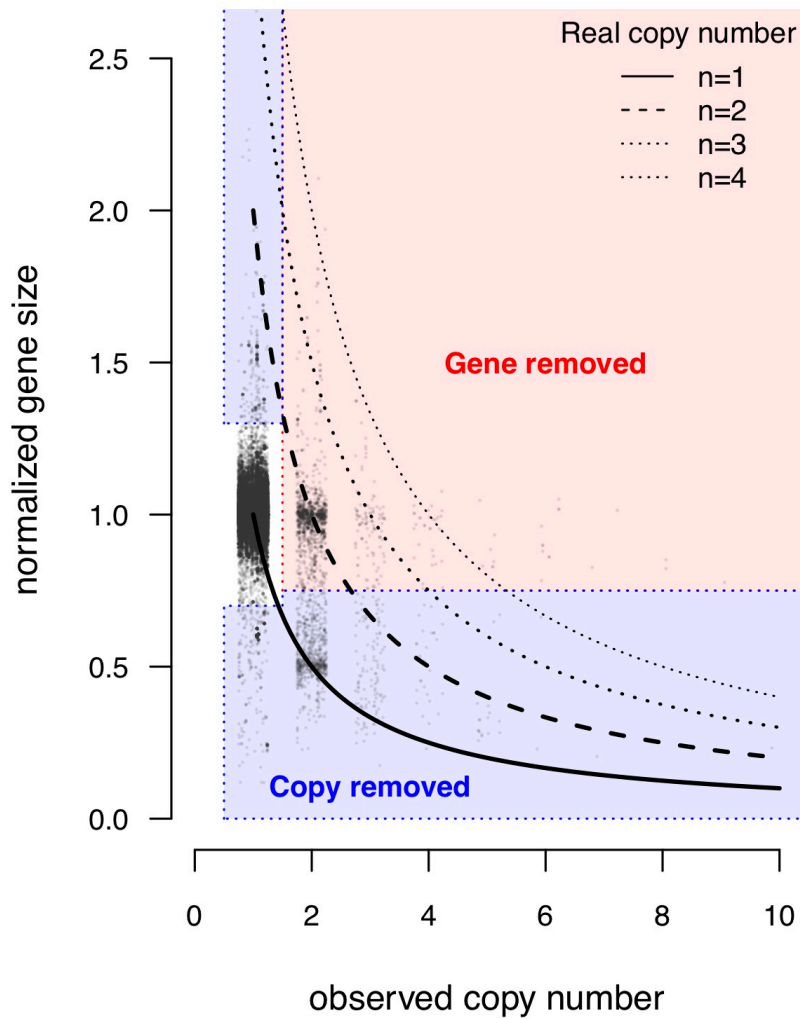 Real copy number
n=1
n=2
n=3
n=4
2.5
2.0
1.5
1.0
0.5
0.0
normalized gene size
Gene removed
Copy removed
0 2 4 6 8 10
observed copy number